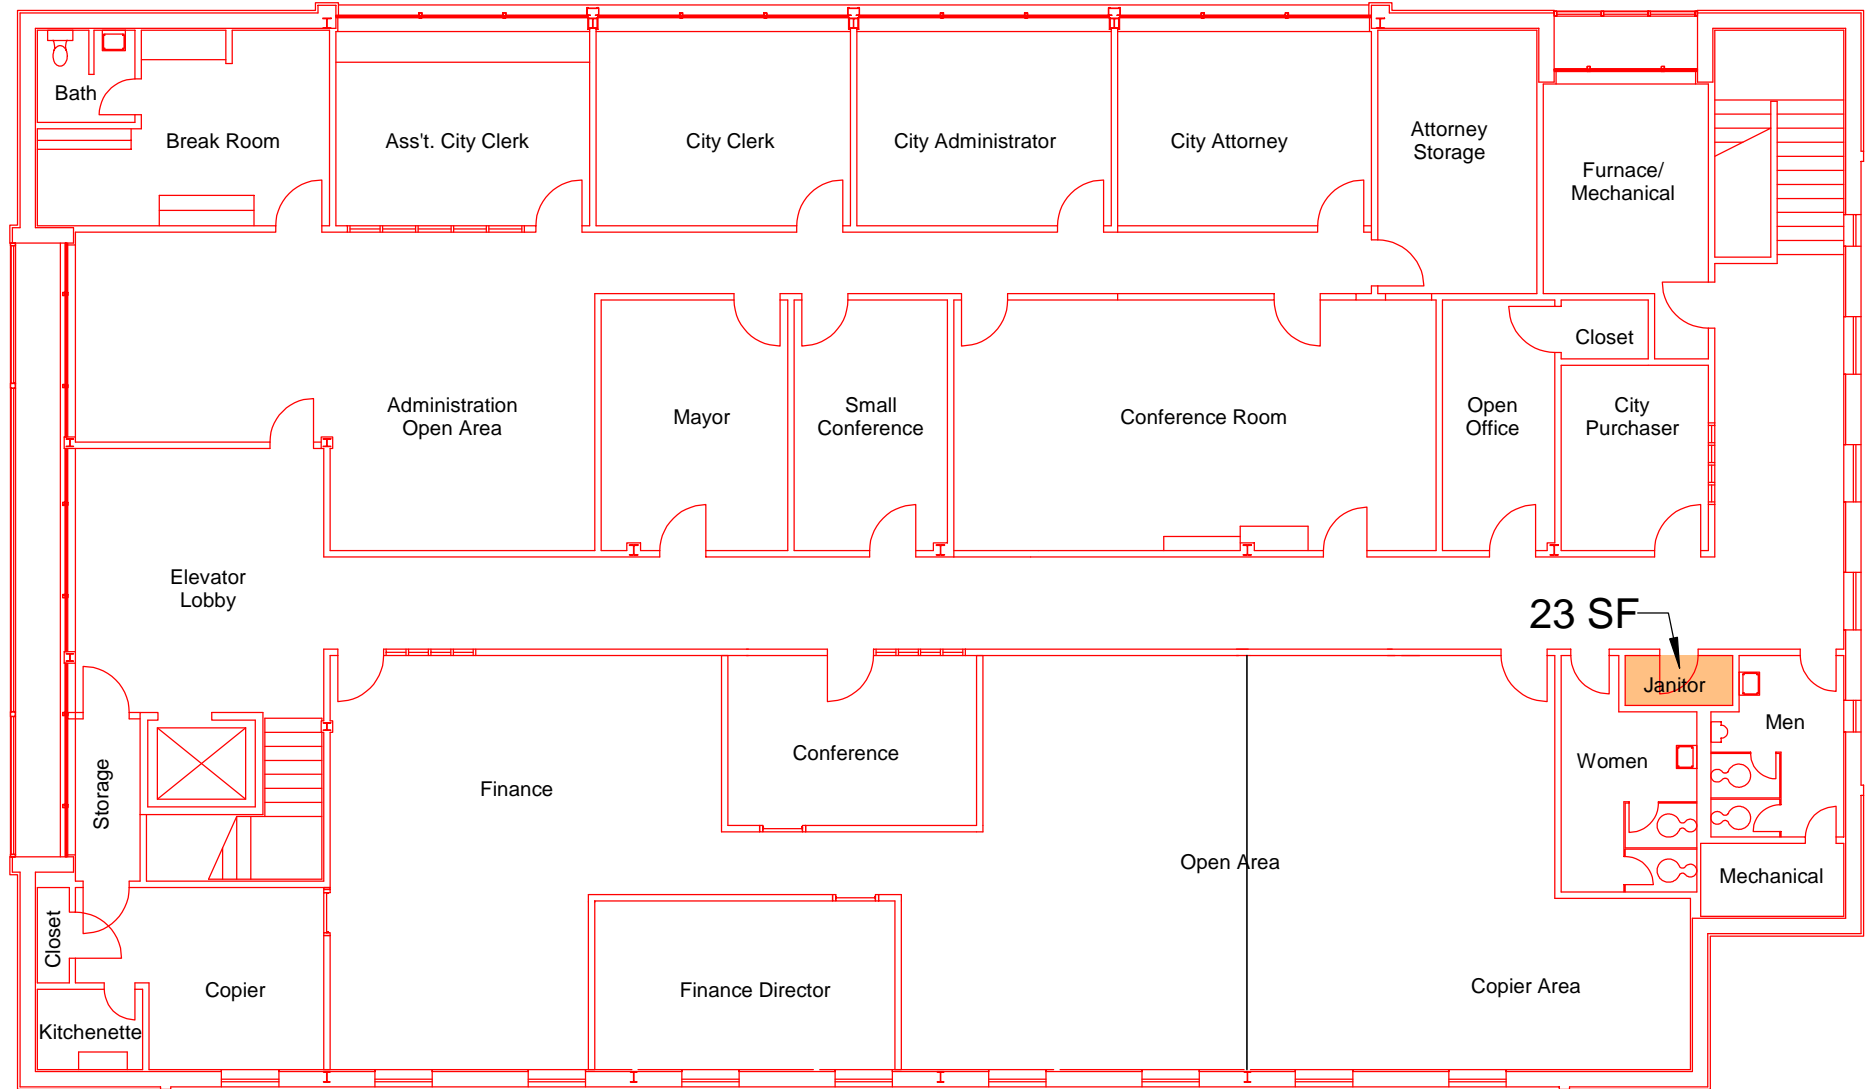 Bath
Break Room
Ass't. City Clerk
City Clerk
City Administrator
City Attorney
Attorney
Storage
Furnace/
Mechanical
Closet
Administration
Open Area
Mayor
Small
Conference
Conference Room
Open
Office
City
Purchaser
Elevator
Lobby
23 SF
Janitor
Men
Women
Conference
Finance
Storage
Open Area
Mechanical
Closet
Copier
Finance Director
Copier Area
Kitchenette